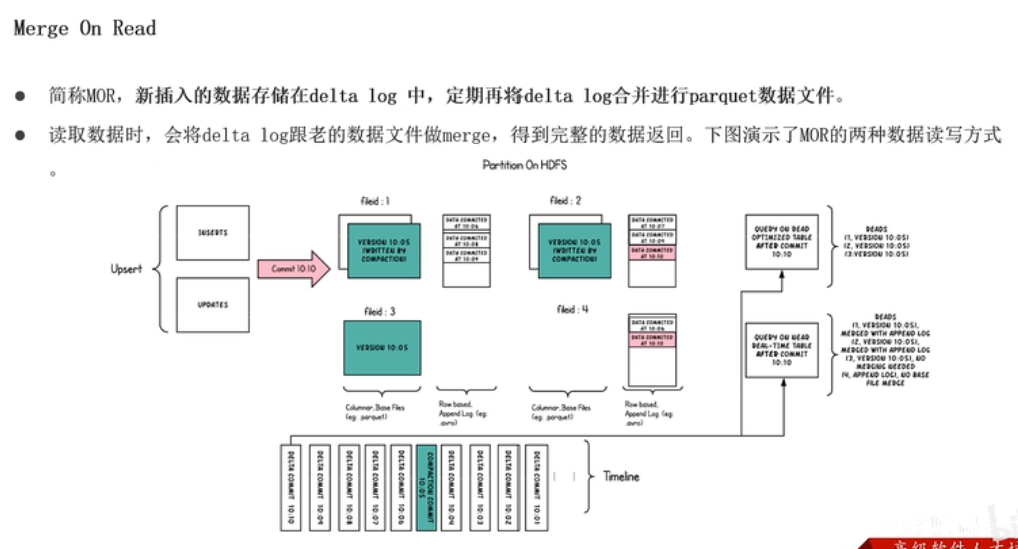 Merge On Read
● 简称MOR，新插入的数据存储在delta log 中，定期再将delta log合并进行parquet数据文件。
● 读取数据时，会将delta log跟老的数据文件做merge，得到完整的数据返回。下图演示了MOR的两种数据读写方式
。
Partition On HDFS
Upsert
INSERTS
UPDATES
Commit 10:10
fileid : 1
VERSION 10:05
(WRITTEN BY
COMPACTION)
DATA COMMITED
AT 10:06
DATA COMMITED
AT 10:08
DATA COMMITED
AT 10:09
fileid : 2
VERSION 10:05
(WRITTEN BY
COMPACTION)
DATA COMMITED
AT 10:07
DATA COMMITED
AT 10:09
DATA COMMITED
AT 10:10
fileid : 3
VERSION 10:05
fileid : 4
DATA COMMITED
AT 10:06
DATA COMMITED
AT 10:10
Columnar, Base Files
(eg: .parquet)
Row based,
Append Log (eg:
.avro)
Columnar, Base Files
(eg: .parquet)
Row based,
Append Log (eg:
.avro)
QUERY ON READ
OPTIMIZED TABLE
AFTER COMMIT
10:10
READS
(1, VERSION 10:05)
(2, VERSION 10:05)
(3 VERSION 10:05)
QUERY ON NEAR
REAL-TIME TABLE
AFTER COMMIT
10:10
READS
(1, VERSION 10:05),
MERGED WITH APPEND LOG
(2, VERSION 10:05),
MERGED WITH APPEND LOG
(3, VERSION 10:05), NO
MERGING NEEDED
(4, APPEND LOG), NO BASE
FILE MERGE
DELTA COMMIT 10:10
DELTA COMMIT 10:09
DELTA COMMIT 10:08
DELTA COMMIT 10:07
DELTA COMMIT 10:06
COMPACTION COMMIT
10:05
DELTA COMMIT 10:04
DELTA COMMIT 10:03
DELTA COMMIT 10:02
DELTA COMMIT 10:01
Timeline